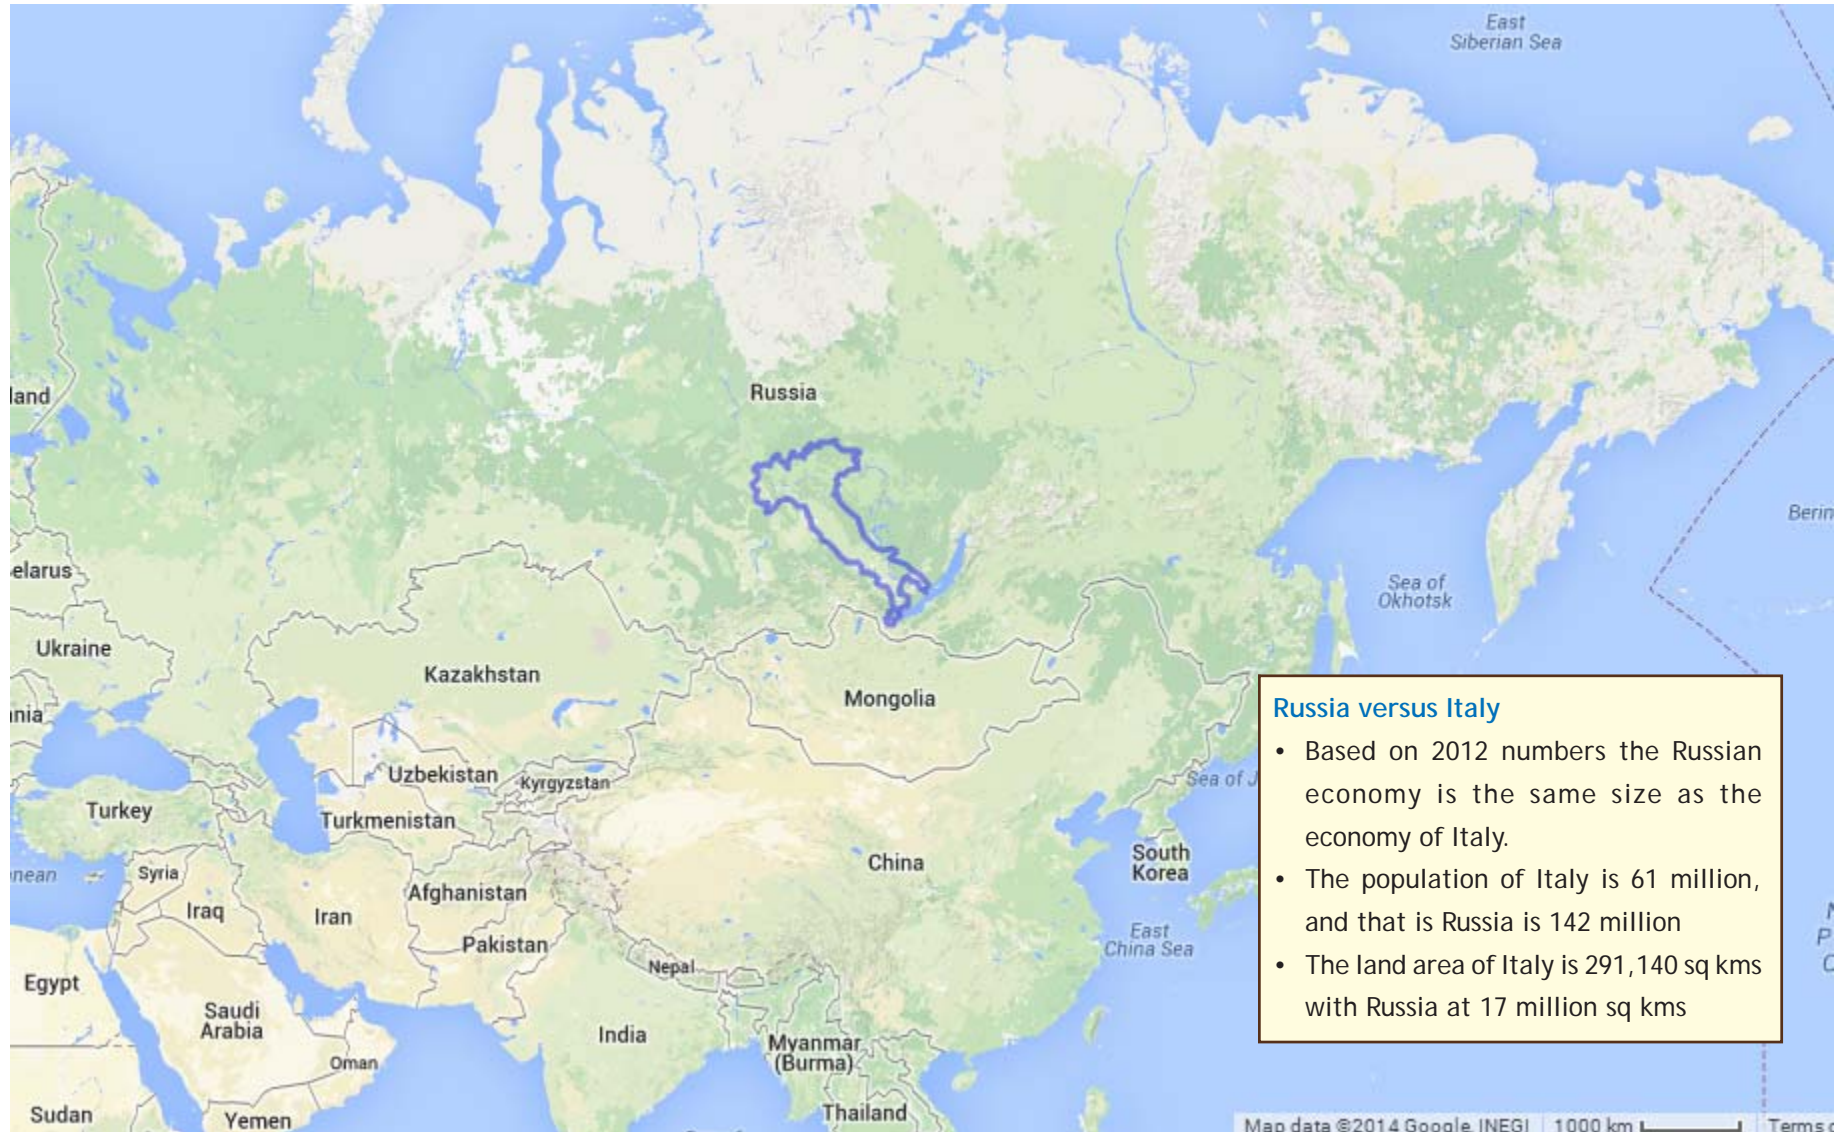 East
Siberian Sea
Russia
land
elarus
Ukraine
nia
Kazakhstan
Mongolia
Sea of
Okhotsk
Berin
Uzbekistan
Kyrgyzstan
Turkmenistan
Turkey
Syria
nean
Iraq
Iran
Afghanistan
Pakistan
China
South
Korea
Sea of J
East
China Sea
Nepal
Egypt
Saudi
Arabia
Oman
India
Myanmar
(Burma)
Sudan
Yemen
Thailand
Russia versus Italy
• Based on 2012 numbers the Russian
economy is the same size as the
economy of Italy.
• The population of Italy is 61 million,
and that is Russia is 142 million
• The land area of Italy is 291,140 sq kms
with Russia at 17 million sq kms
Map data ©2014 Google, INEGI
1000 km
Terms